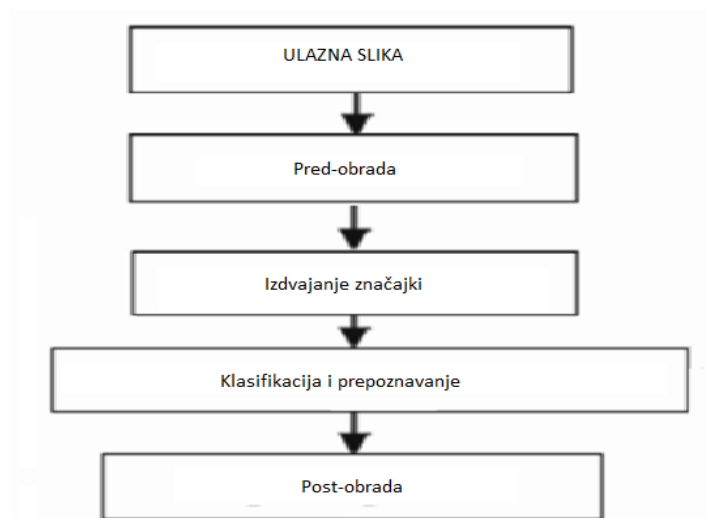 ULAZNA SLIKA
Pred-obrada
Izdvajanje značajki
Klasifikacija i prepoznavanje
Post-obrada